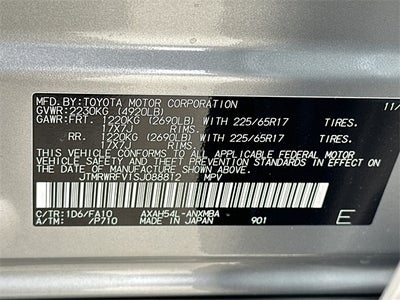 MFD.BY:TOYOTA MOTOR CORPORATION 11/
GVWR:2230KG (4920LB)
GAWR:FRT. 1220KG (2690LB) WITH 225/65R17 TIRES.
17X7J RIMS.
RR. 1220KG (2690LB) WITH 225/65R17 TIRES.
17X7J RIMS.
THIS VEHICLE CONFORMS TO ALL APPLICABLE FEDERAL MOTOR
VEHICLE SAFETY, BUMPER, AND THEFT PREVENTION STANDARDS IN EFFECT
ON THE DATE OF MANUFACTURE SHOWN ABOVE.
JTMRWRFV1SJ088812 MPV
C/TR:1D6/FA10 AXAH54L-ANXMBA
A/TM: /P710 MADE IN JAPAN 901 E